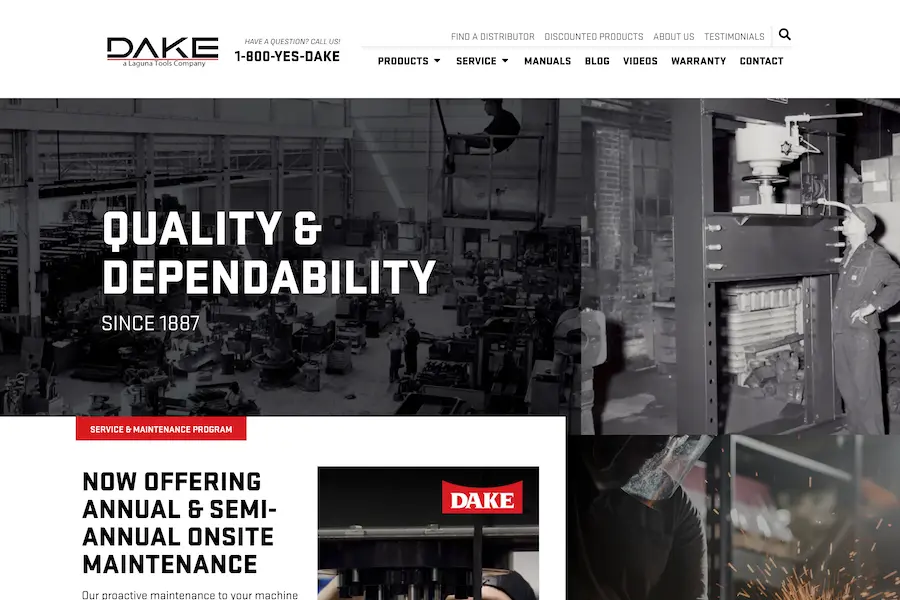 DAKE
a Laguna Tools Company
HAVE A QUESTION? CALL US!
1-800-YES-DAKE
FIND A DISTRIBUTOR DISCOUNTED PRODUCTS ABOUT US TESTIMONIALS
PRODUCTS SERVICE MANUALS BLOG VIDEOS WARRANTY CONTACT
QUALITY &
DEPENDABILITY
SINCE 1887
SERVICE & MAINTENANCE PROGRAM
NOW OFFERING
ANNUAL & SEMI-
ANNUAL ONSITE
MAINTENANCE
Our proactive maintenance to your machine
DAKE